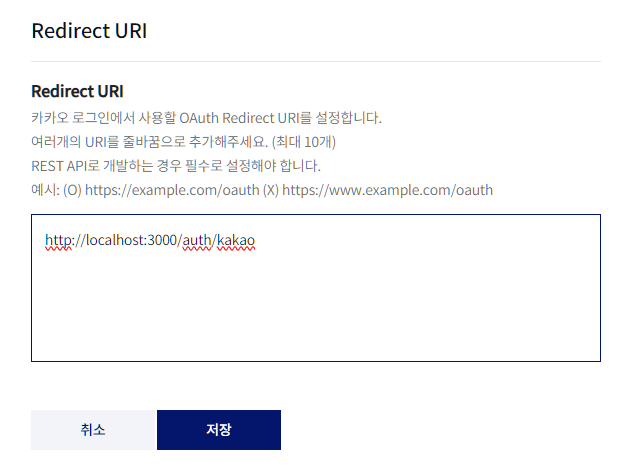 Redirect URI
Redirect URI
카카오 로그인에서 사용할 OAuth Redirect URI를 설정합니다.
여러개의 URI를 줄바꿈으로 추가해주세요. (최대 10개)
REST API로 개발하는 경우 필수로 설정해야 합니다.
예시: (O) https://example.com/oauth (X) https://www.example.com/oauth
http://localhost:3000/auth/kakao
취소
저장